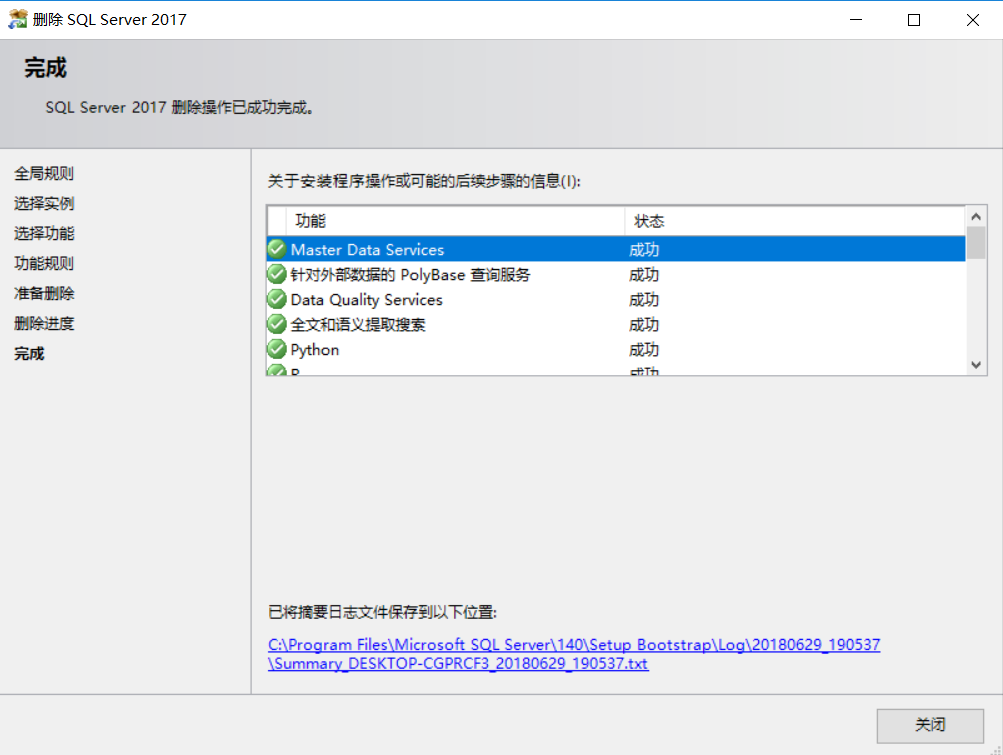 删除 SQL Server 2017
完成
SQL Server 2017 删除操作已成功完成。
全局规则
选择实例
选择功能
功能规则
准备删除
删除进度
完成
关于安装程序操作或可能的后续步骤的信息(I):
功能 状态
Master Data Services 成功
针对外部数据的 PolyBase 查询服务 成功
Data Quality Services 成功
全文和语义提取搜索 成功
Python 成功
R 成功
已将摘要日志文件保存到以下位置:
C:\Program Files\Microsoft SQL Server\140\Setup Bootstrap\Log\20180629_190537
\Summary_DESKTOP-CGPRCF3_20180629_190537.txt
关闭